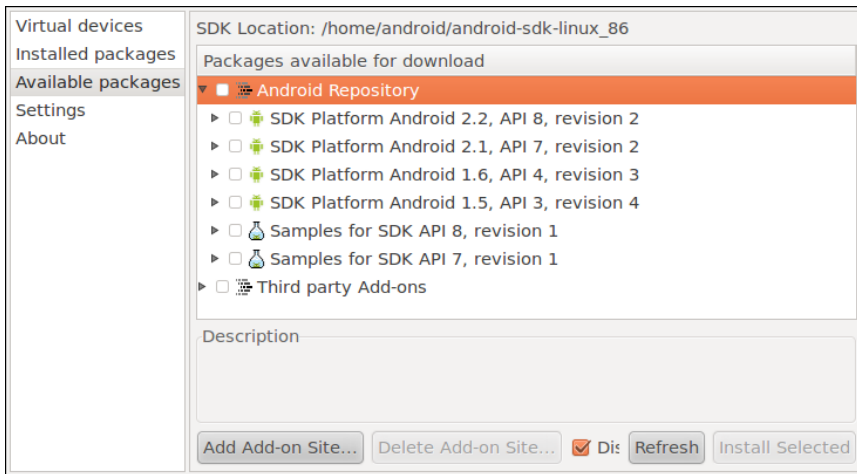 Virtual devices
Installed packages
Available packages
Settings
About
SDK Location: /home/android/android-sdk-linux_86
Packages available for download
Android Repository
SDK Platform Android 2.2, API 8, revision 2
SDK Platform Android 2.1, API 7, revision 2
SDK Platform Android 1.6, API 4, revision 3
SDK Platform Android 1.5, API 3, revision 4
Samples for SDK API 8, revision 1
Samples for SDK API 7, revision 1
Third party Add-ons
Description
Add Add-on Site... Delete Add-on Site... Dis Refresh Install Selected